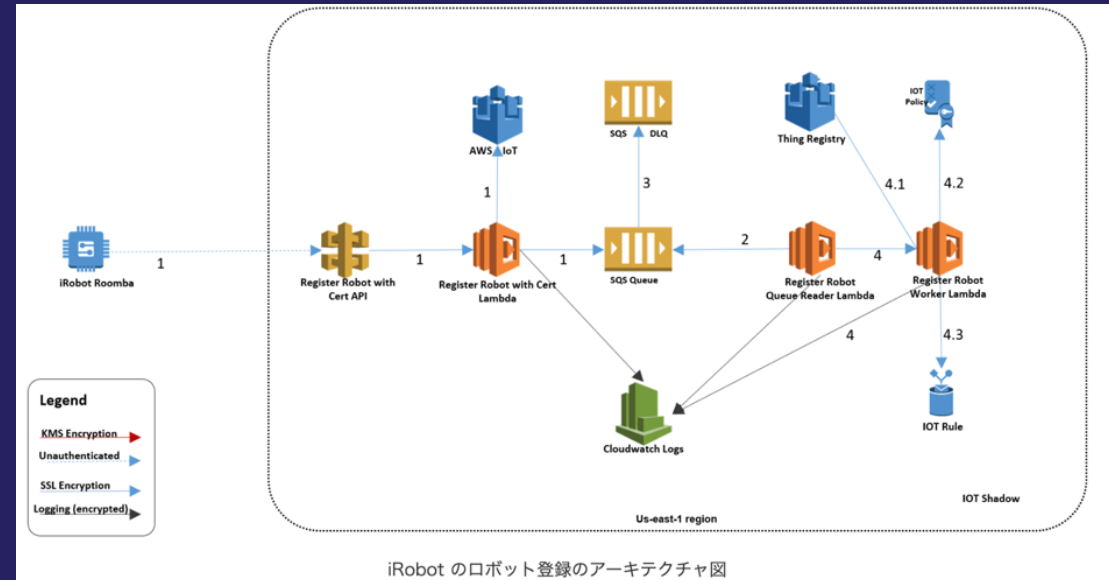 AWS IoT
SQS DLQ
Thing Registry
IOT
Policy
1
3
4.1
4.2
1
1
1
2
4
iRobot Roomba
Register Robot with
Cert API
Register Robot with Cert
Lambda
SQS Queue
Register Robot
Queue Reader Lambda
Register Robot
Worker Lambda
4
4.3
Cloudwatch Logs
IOT Rule
Legend
KMS Encryption
Unauthenticated
SSL Encryption
Logging (encrypted)
IOT Shadow
Us-east-1 region
iRobot のロボット登録のアーキテクチャ図